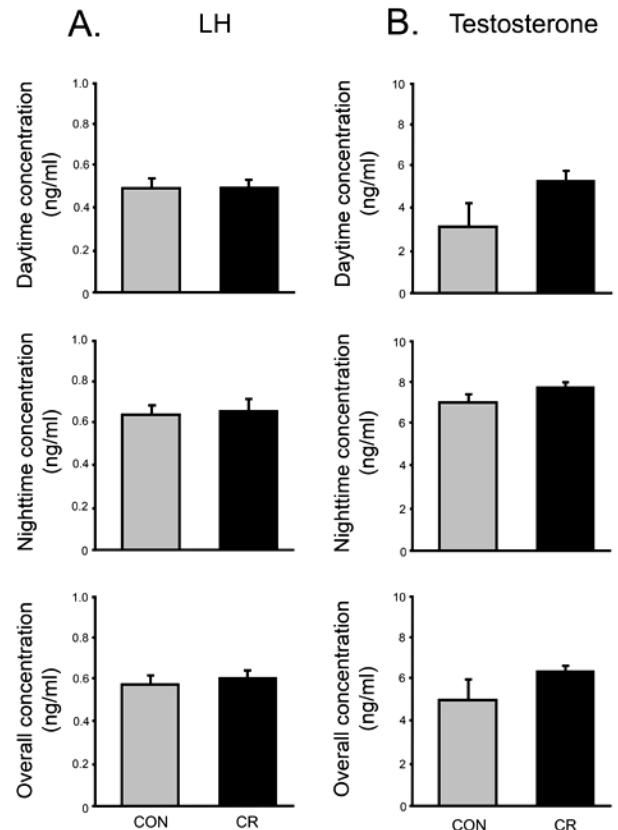 A. LH
B. Testosterone
Daytime concentration
(ng/ml)
1.0
0.8
0.6
0.4
0.2
0
Daytime concentration
(ng/ml)
10
8
6
4
2
0
Nighttime concentration
(ng/ml)
1.0
0.8
0.6
0.4
0.2
0
Nighttime concentration
(ng/ml)
10
8
6
4
2
0
Overall concentration
(ng/ml)
1.0
0.8
0.6
0.4
0.2
0
CON CR
Overall concentration
(ng/ml)
10
8
6
4
2
0
CON CR